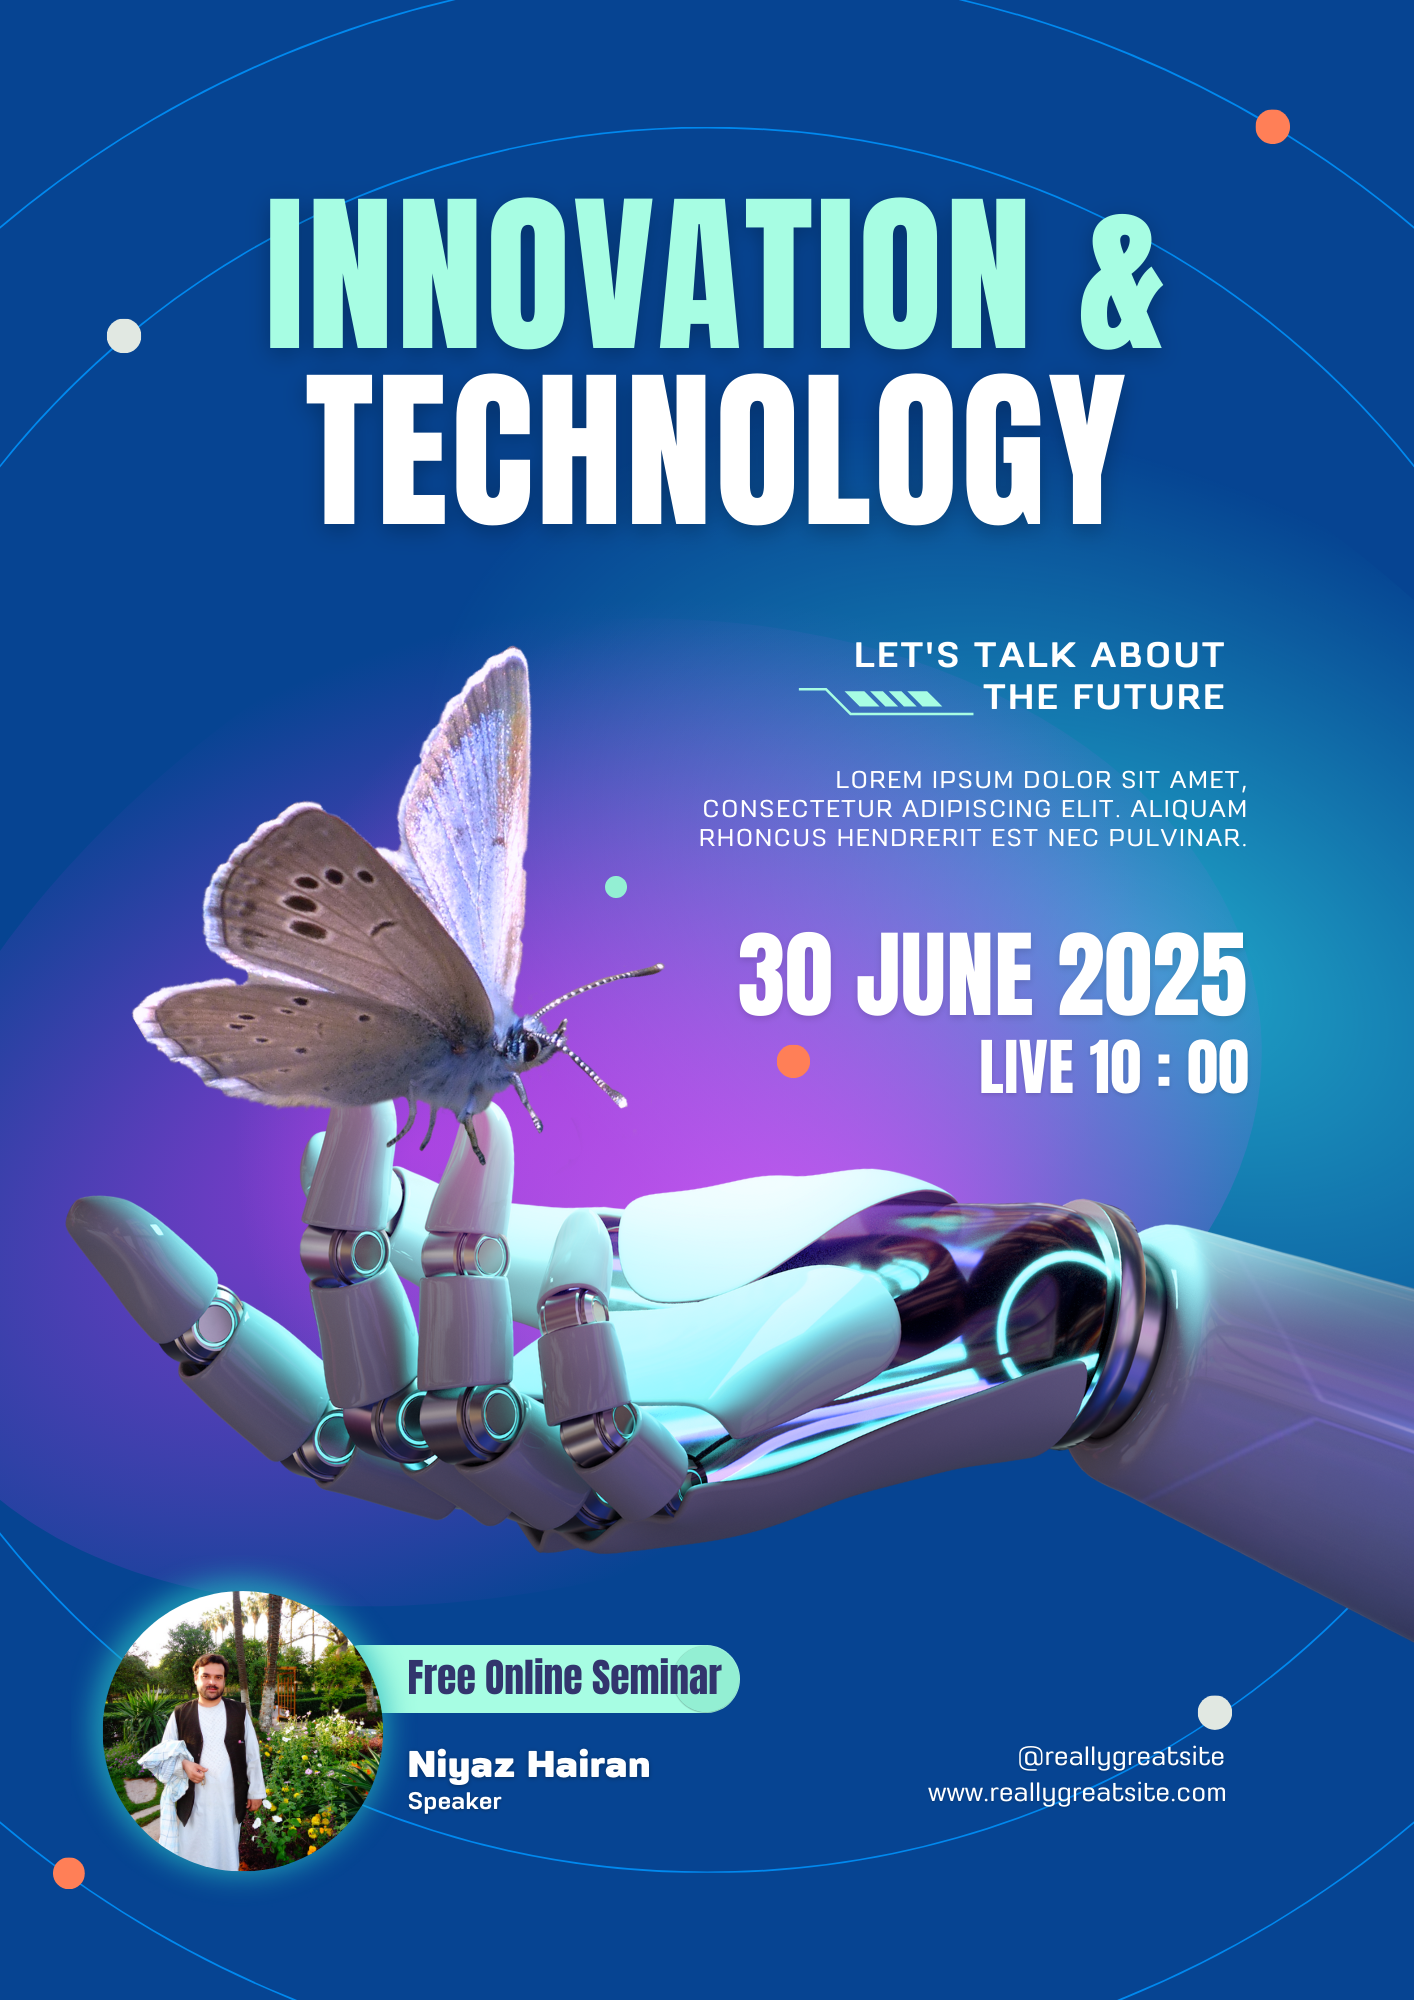 INNOVATION &
TECHNOLOGY
LET'S TALK ABOUT
THE FUTURE
LOREM IPSUM DOLOR SIT AMET,
CONSECTETUR ADIPISCING ELIT. ALIQUAM
RHONCUS HENDRERIT EST NEC PULVINAR.
30 JUNE 2025
LIVE 10 : 00
Free Online Seminar
Niyaz Hairan
Speaker
@reallygreatsite
www.reallygreatsite.com